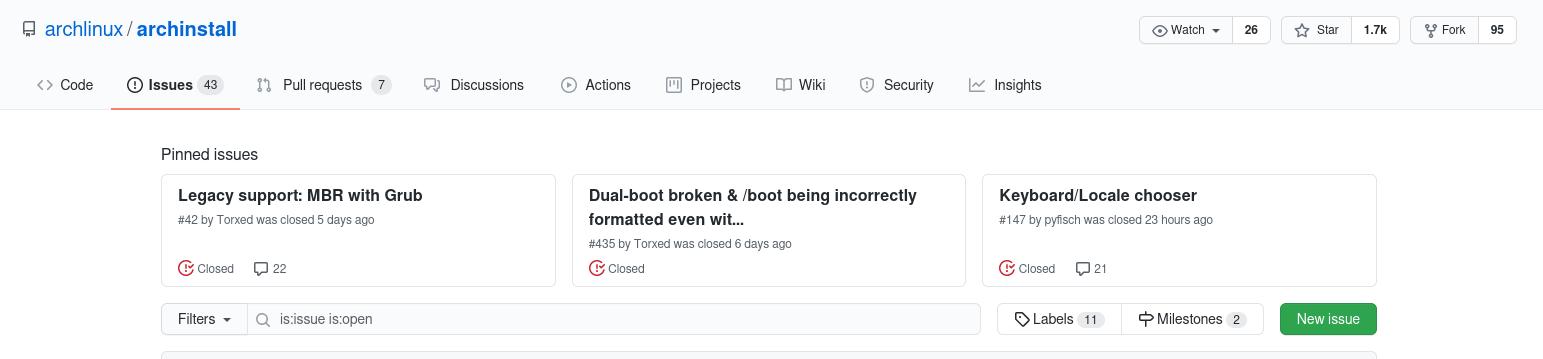 archlinux / archinstall
Watch 26 Star 1.7k Fork 95
Code Issues 43 Pull requests 7 Discussions Actions Projects Wiki Security Insights
Pinned issues
Legacy support: MBR with Grub
#42 by Torxed was closed 5 days ago
Closed 22
Dual-boot broken & /boot being incorrectly
formatted even wit...
#435 by Torxed was closed 6 days ago
Closed
Keyboard/Locale chooser
#147 by pyfisch was closed 23 hours ago
Closed 21
Filters is:issue is:open Labels 11 Milestones 2 New issue